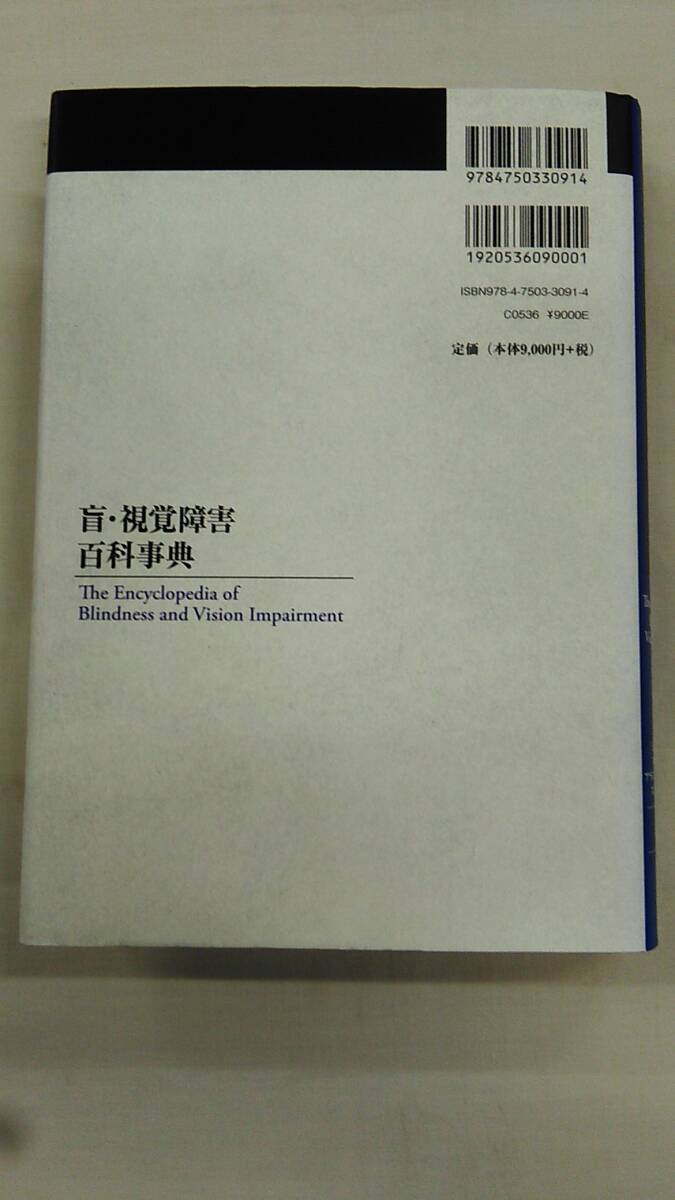 9784750330914
1920536090001
ISBN978-4-7503-3091-4
C0536 ¥9000E
定価（本体9,000円+税）
盲・視覚障害
百科事典
The Encyclopedia of
Blindness and Vision Impairment